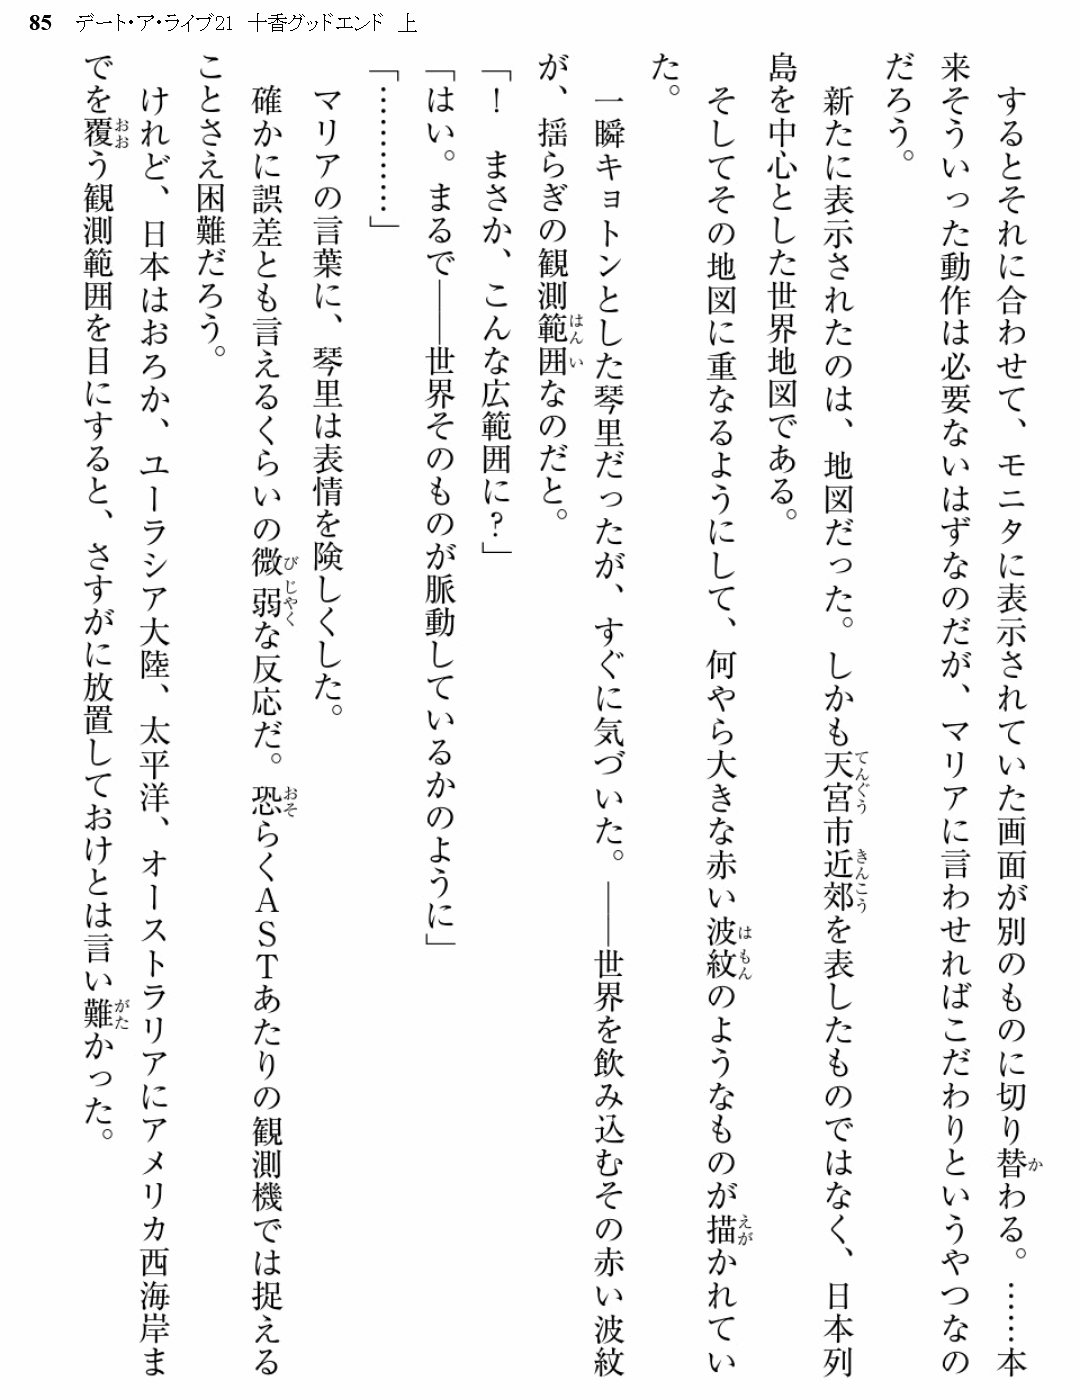 85 デート・ア・ライブ21 十香グッドエンド 上
するとそれに合わせて、モニタに表示されていた画面が別のものに切り替わる。……本
来そういった動作は必要ないはずなのだが、マリアに言わせればこだわりというやつなの
だろう。
新たに表示されたのは、地図だった。しかも天宮市近郊を表したものではなく、日本列
島を中心とした世界地図である。
そしてその地図に重なるようにして、何やら大きな赤い波紋のようなものが描かれてい
た。
一瞬キョトンとした琴里だったが、すぐに気づいた。――世界を飲み込むその赤い波紋
が、揺らぎの観測範囲なのだと。
「！　まさか、こんな広範囲に？」
「はい。まるで――世界そのものが脈動しているかのように」
「…………」
マリアの言葉に、琴里は表情を険しくした。
確かに誤差とも言えるくらいの微弱な反応だ。恐らくＡＳＴあたりの観測機では捉える
ことさえ困難だろう。
けれど、日本はおろか、ユーラシア大陸、太平洋、オーストラリアにアメリカ西海岸ま
でを覆う観測範囲を目にすると、さすがに放置しておけとは言い難かった。